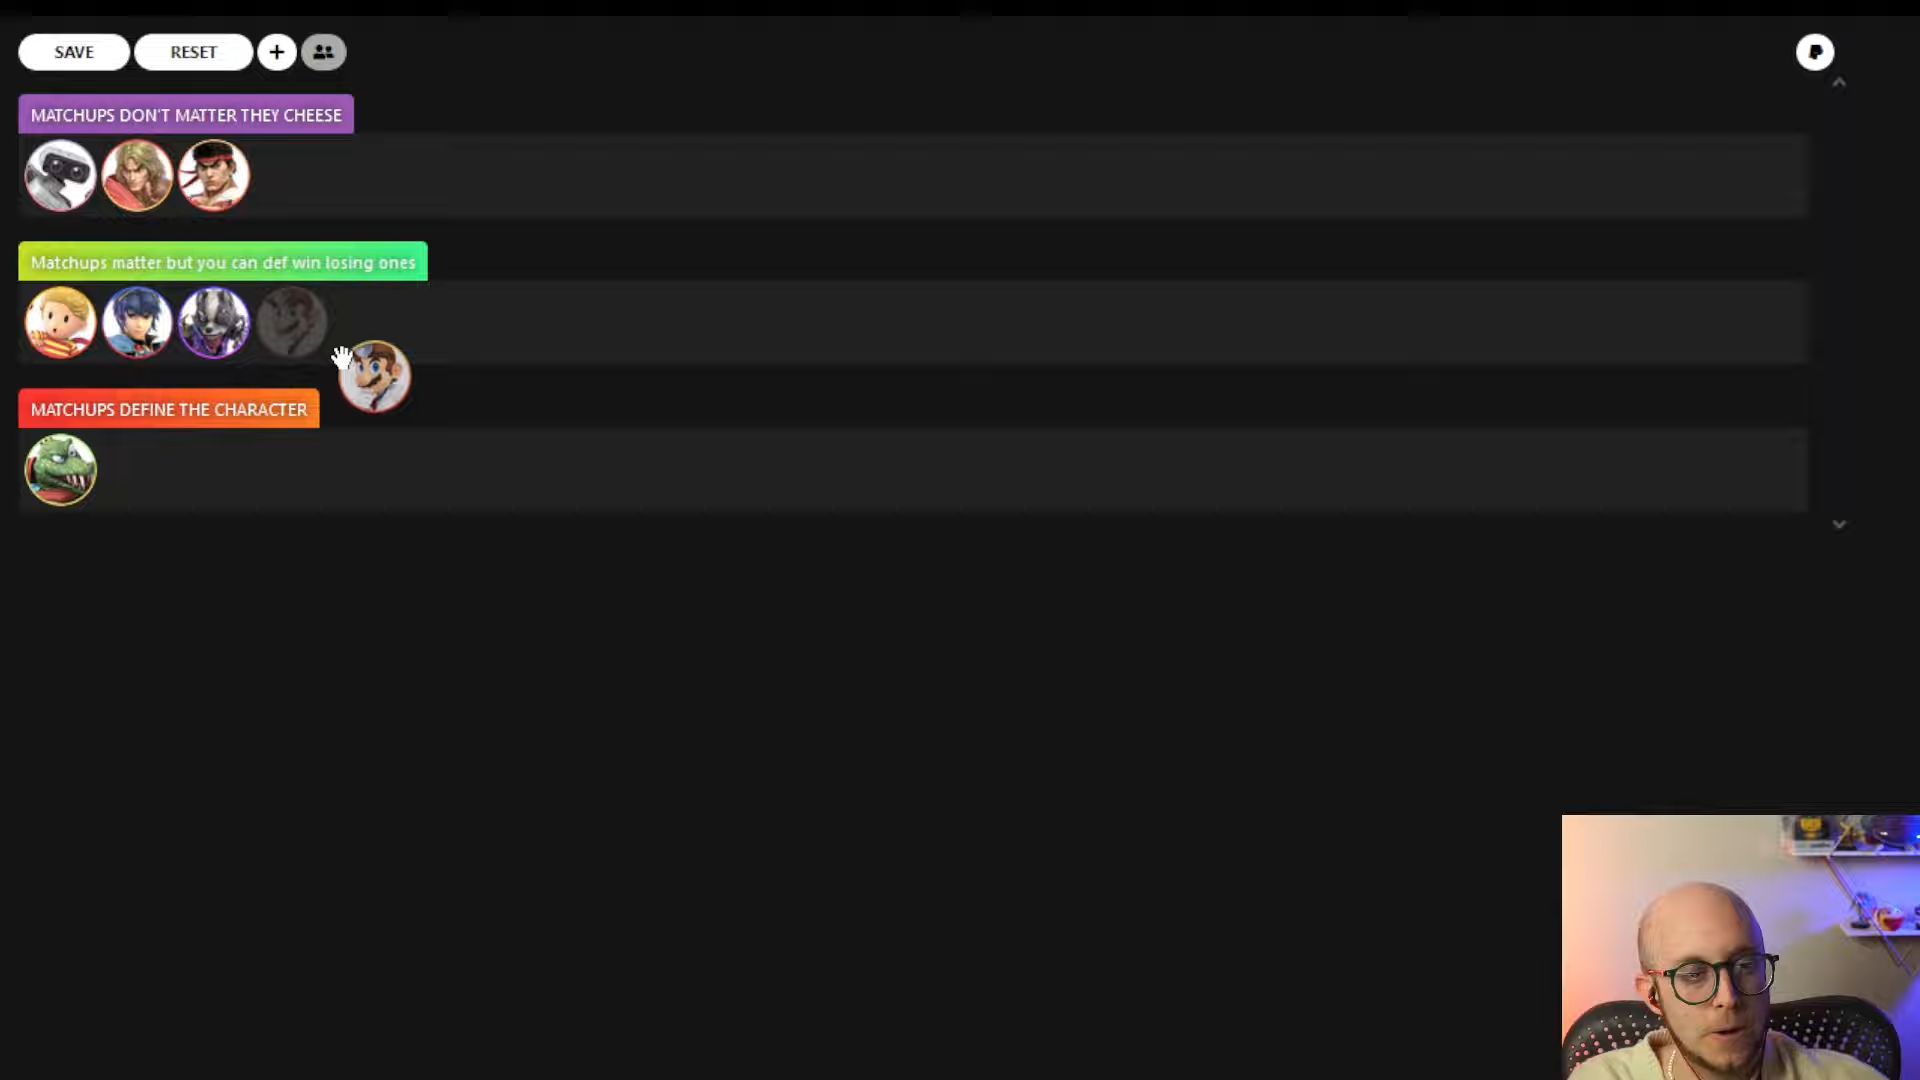 SAVE RESET +
MATCHUPS DON'T MATTER THEY CHEESE
Matchups matter but you can def win losing ones
MATCHUPS DEFINE THE CHARACTER